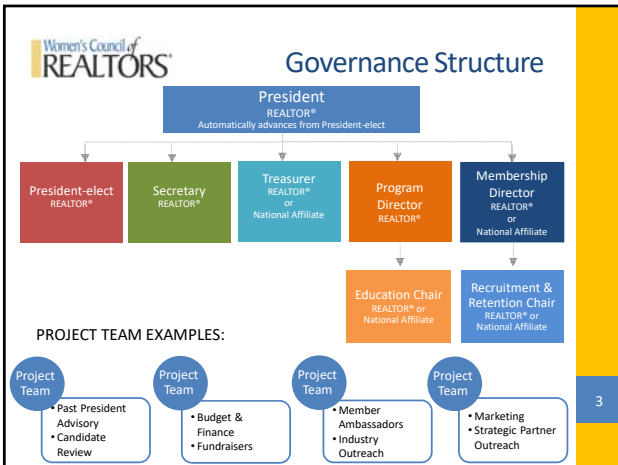 Women's Council of
REALTORS®
Governance Structure
President
REALTOR®
Automatically advances from President-elect
President-elect
REALTOR®
Secretary
REALTOR®
Treasurer
REALTOR®
or
National Affiliate
Program
Director
REALTOR®
Membership
Director
REALTOR®
or
National Affiliate
Education Chair
REALTOR® or
National Affiliate
Recruitment &
Retention Chair
REALTOR® or
National Affiliate
PROJECT TEAM EXAMPLES:
Project
Team
• Past President
Advisory
• Candidate
Review
Project
Team
• Budget &
Finance
• Fundraisers
Project
Team
• Member
Ambassadors
• Industry
Outreach
Project
Team
• Marketing
• Strategic Partner
Outreach
3